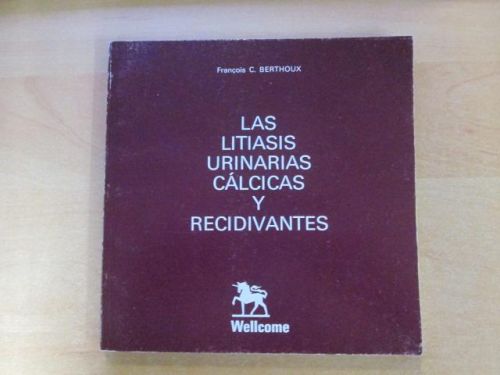 François C. BERTHOUX
LAS
LITIASIS
URINARIAS
CÁLCICAS
Y
RECIDIVANTES
Wellcome